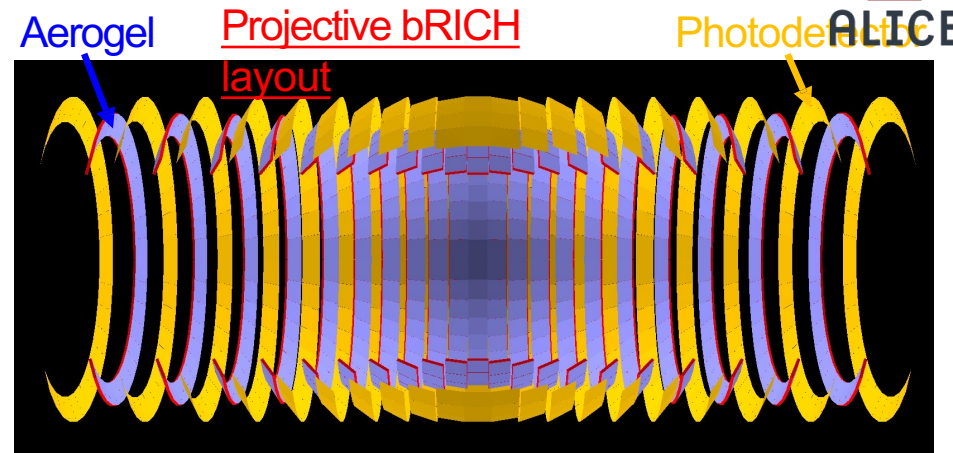 Aerogel
Projective bRICH
layout
Photodetector
ALICE